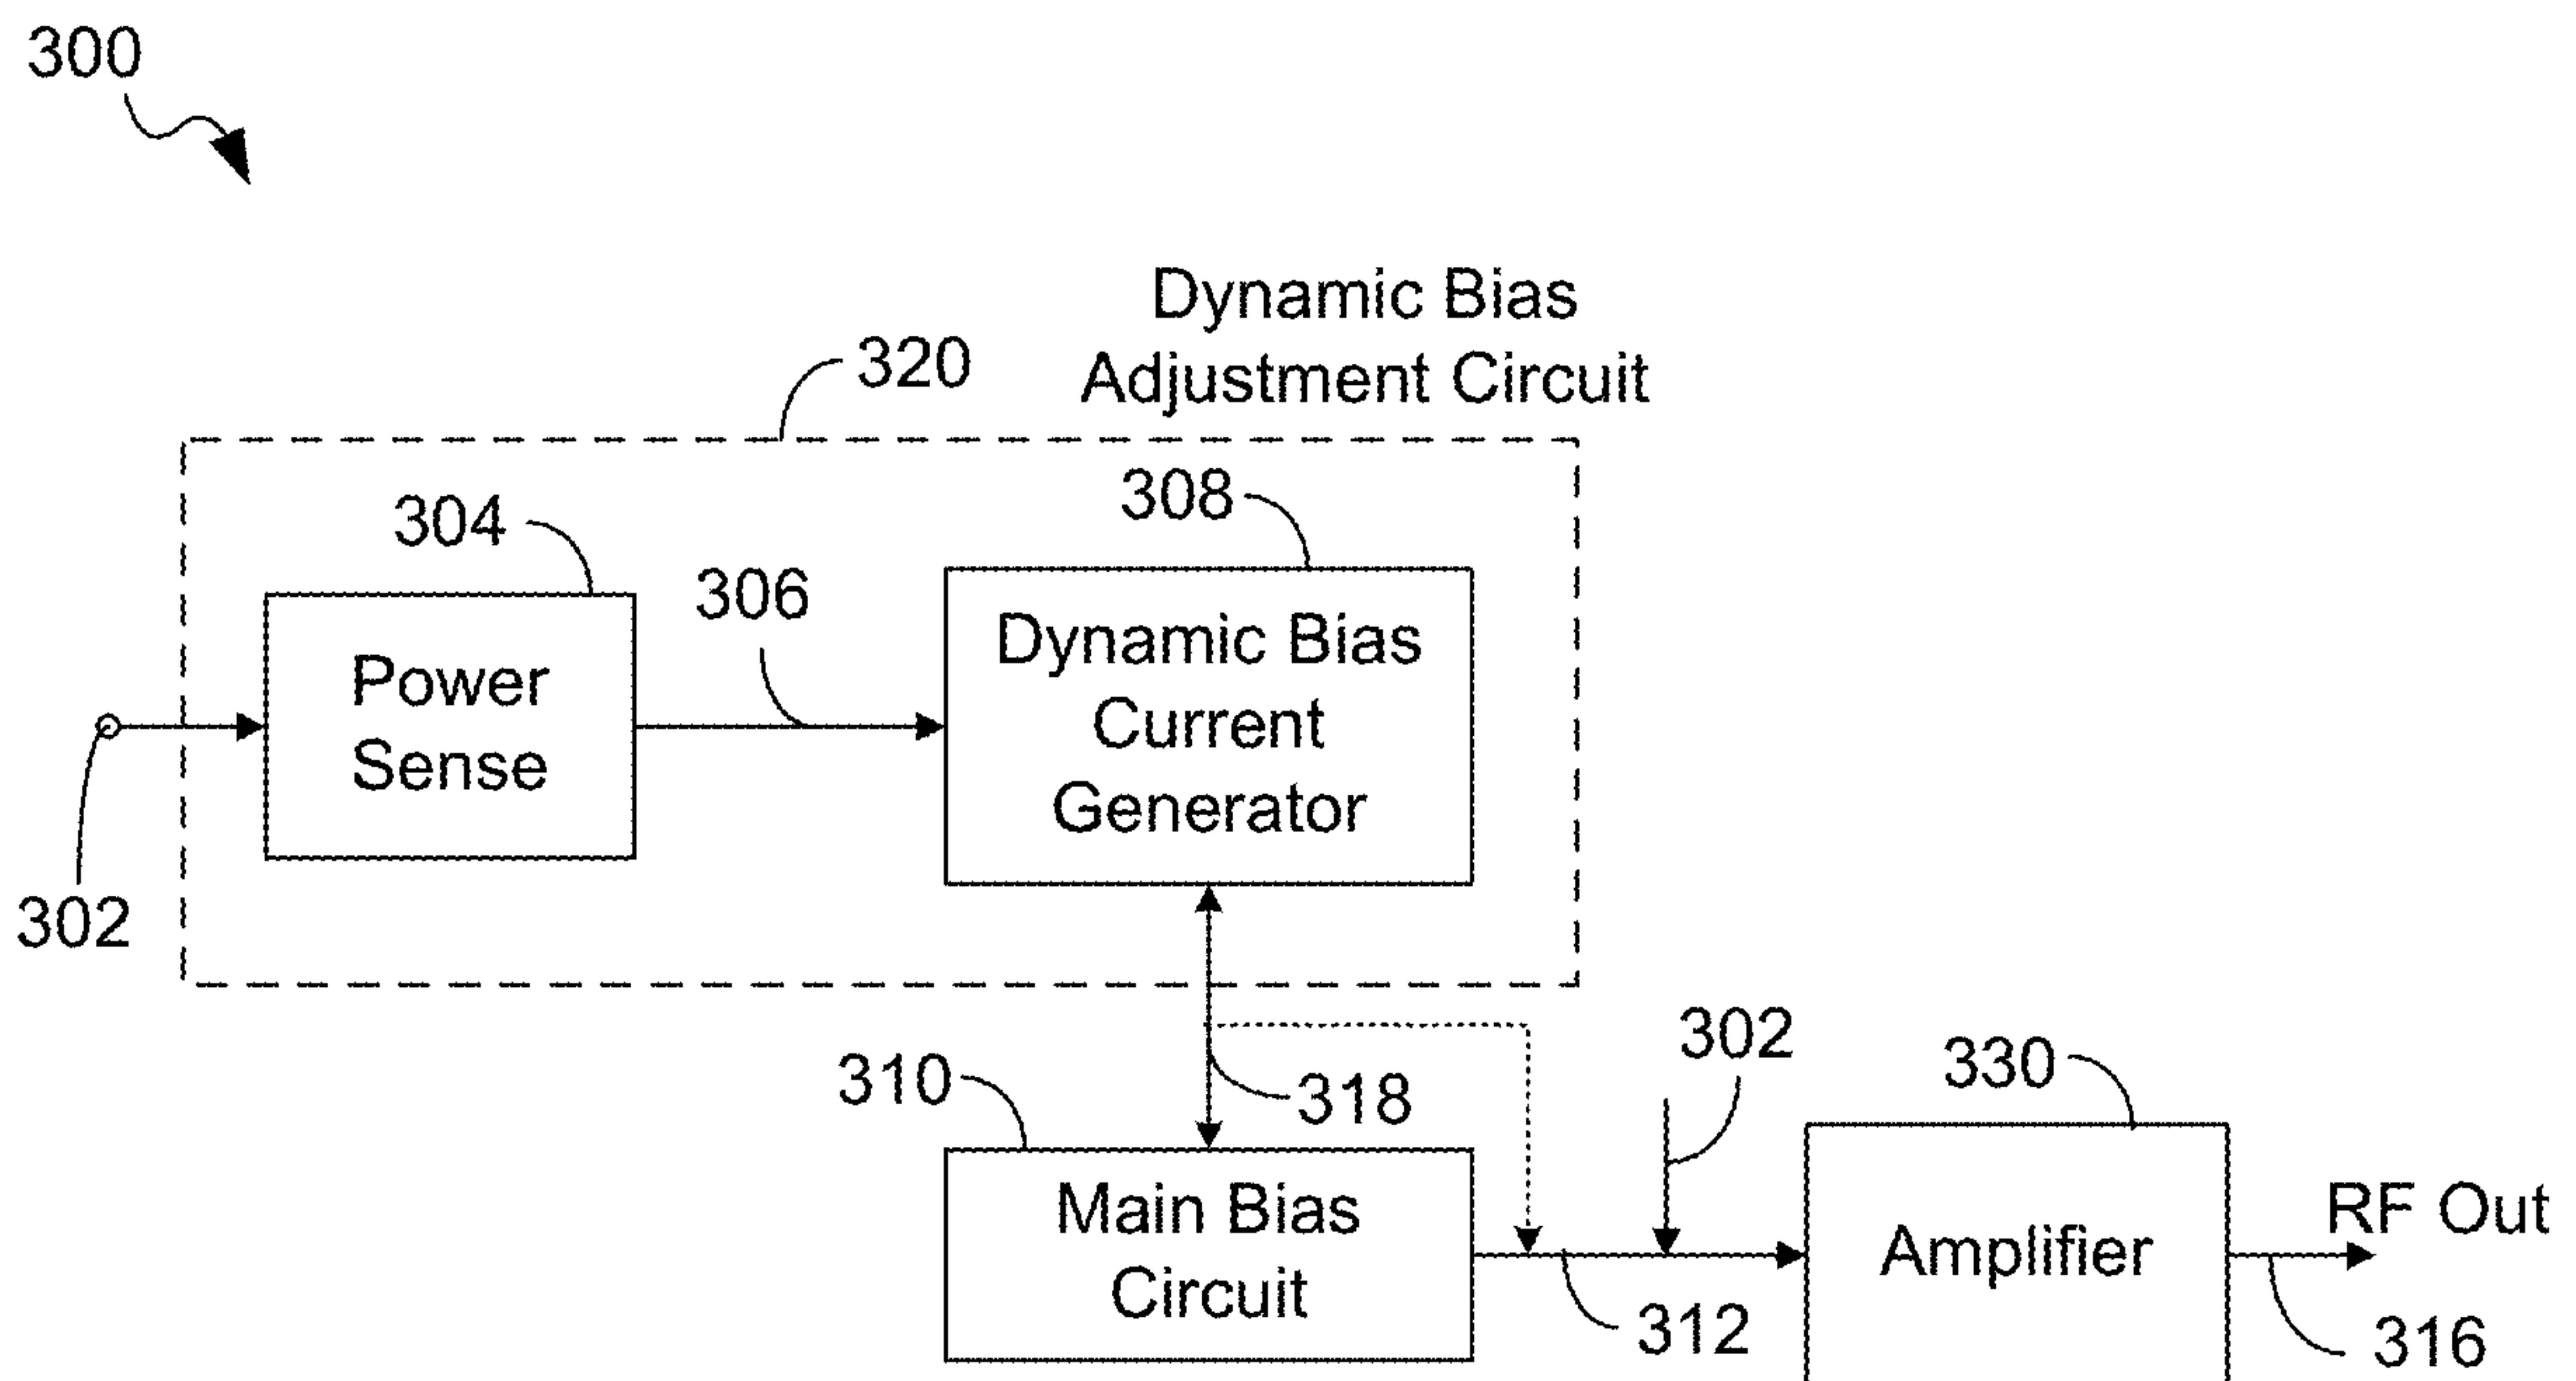 300
Dynamic Bias
Adjustment Circuit
320
308
304
306
Power
Sense
Dynamic Bias
Current
Generator
302
302
330
310
318
Main Bias
Circuit
Amplifier
RF Out
312
316